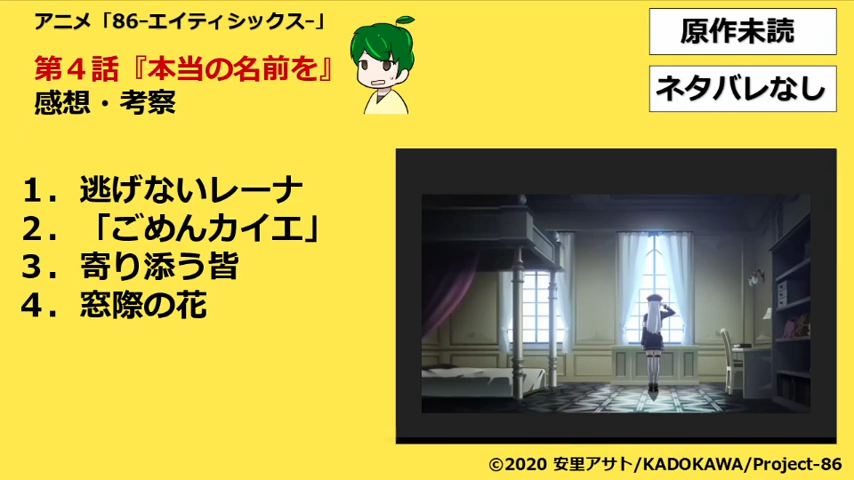 アニメ「86-エイティシックス-」
第４話『本当の名前を』
感想・考察
原作未読
ネタバレなし
１．逃げないレーナ
２．「ごめんカイエ」
３．寄り添う皆
４．窓際の花
©2020 安里アサト/KADOKAWA/Project-86